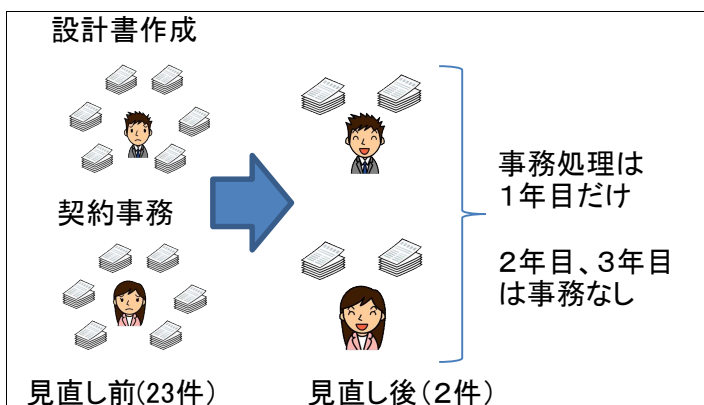 設計書作成
契約事務
見直し前(23件)
見直し後（２件）
事務処理は
１年目だけ
２年目、３年目
は事務なし